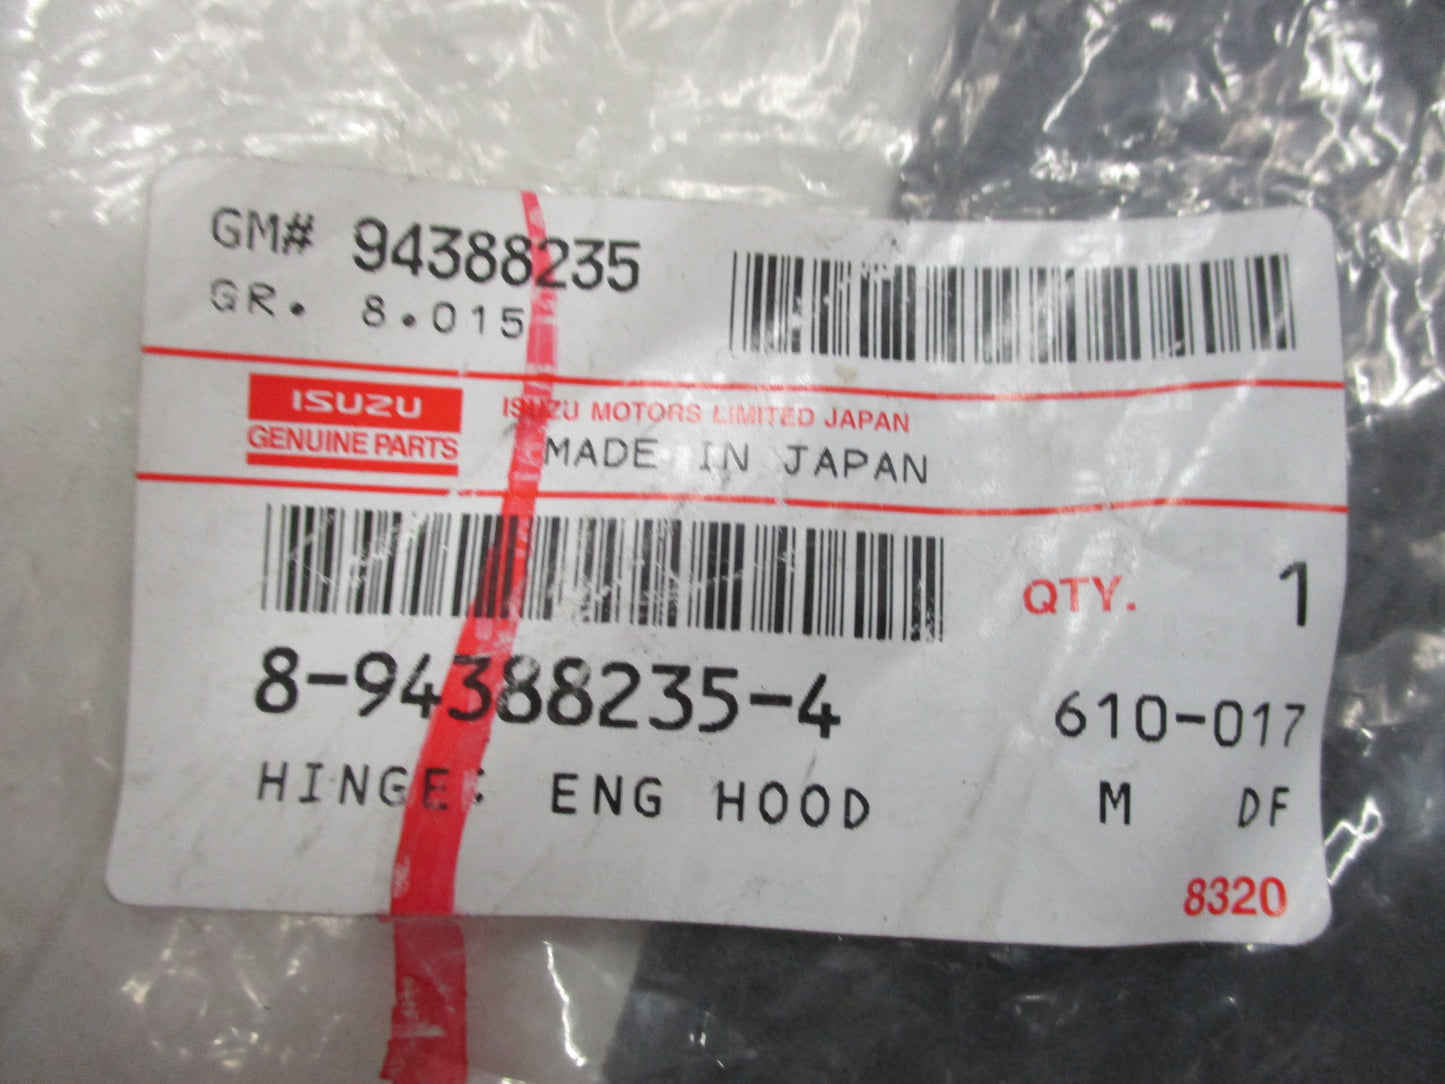 GM# 94388235
GR. 8.015
ISUZU
GENUINE PARTS
ISUZU MOTORS LIMITED JAPAN
MADE IN JAPAN
QTY. 1
8-94388235-4
610-017
HINGE; ENG HOOD
M DF
8320